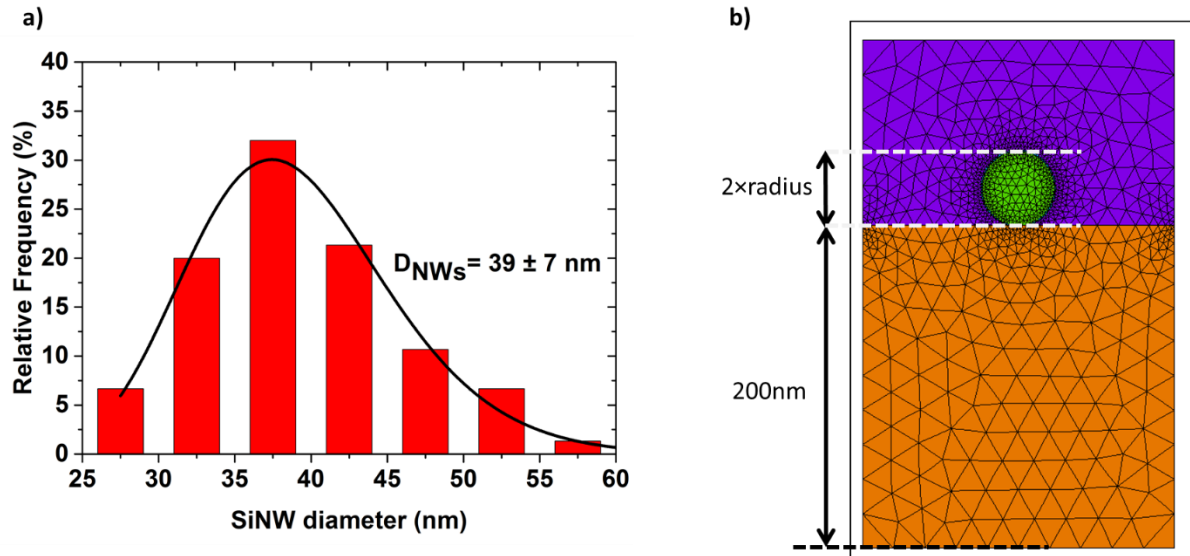 a)
Relative Frequency (%)
40
35
30
25
20
15
10
5
0
D_NWs = 39 ± 7 nm
25 30 35 40 45 50 55 60
SiNW diameter (nm)
b)
2×radius
200nm